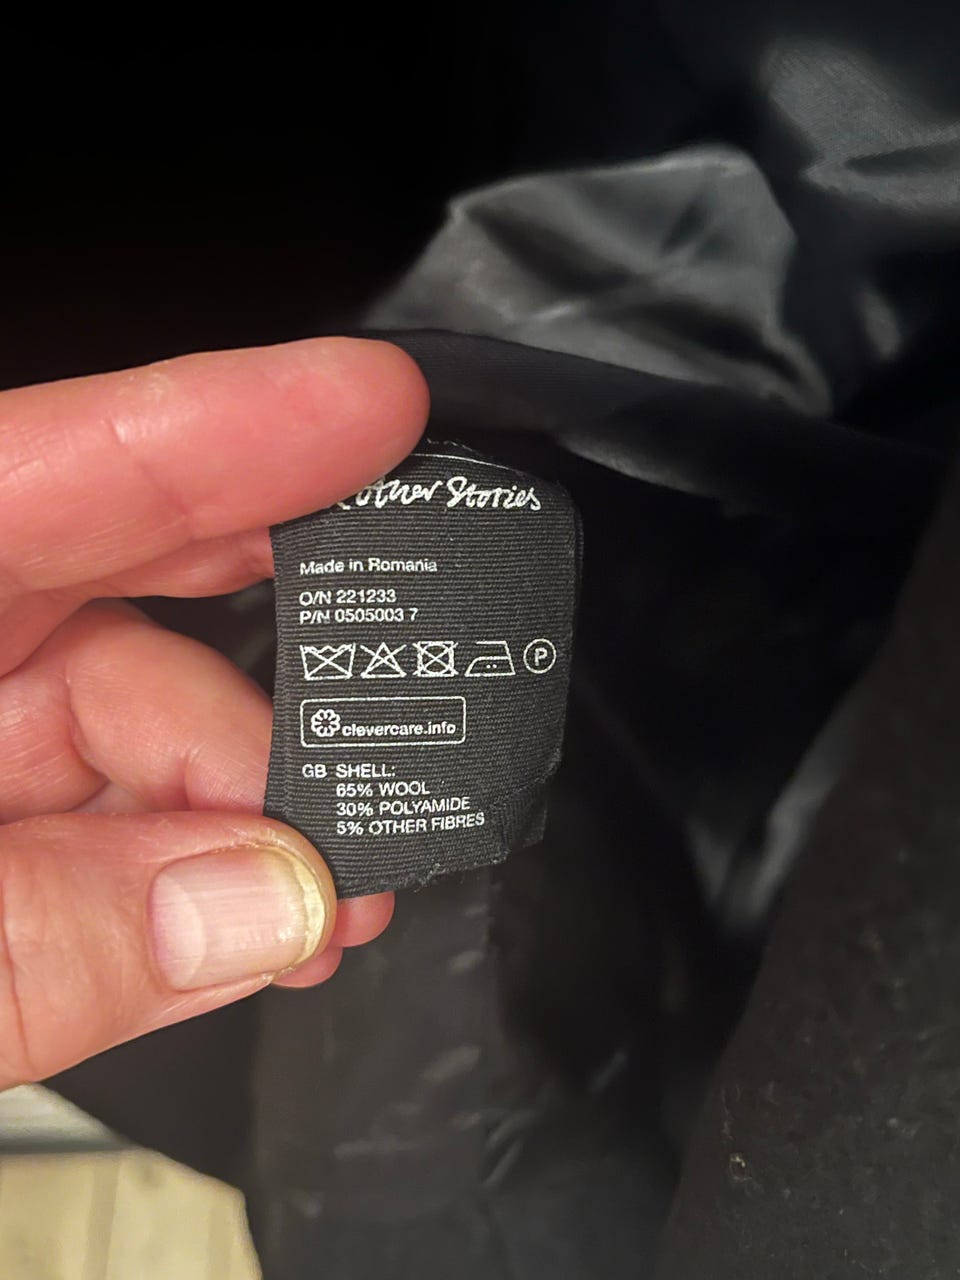 & Other Stories
Made in Romania
O/N 221233
P/N 0505003 7
P
clevercare.info
GB SHELL:
65% WOOL
30% POLYAMIDE
5% OTHER FIBRES